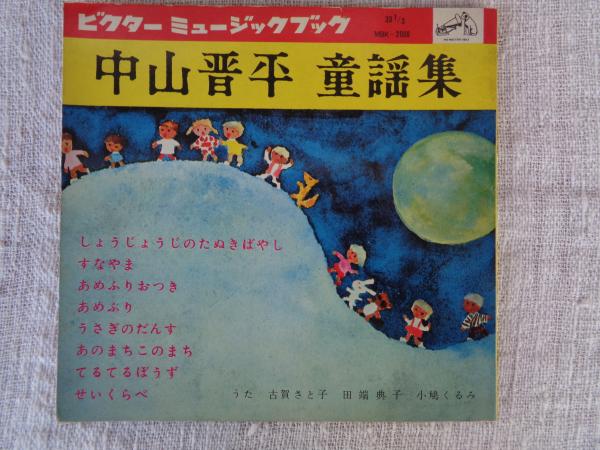 ビクター ミュージックブック
33 1/3
MBK-3008
中山晋平 童謡集
しょうじょうじのたぬきばやし
すなやま
あめふりおつき
あめふり
うさぎのだんす
あのまちこのまち
てるてるぼうず
せいくらべ
うた 古賀さと子 田端典子 小鳩くるみ